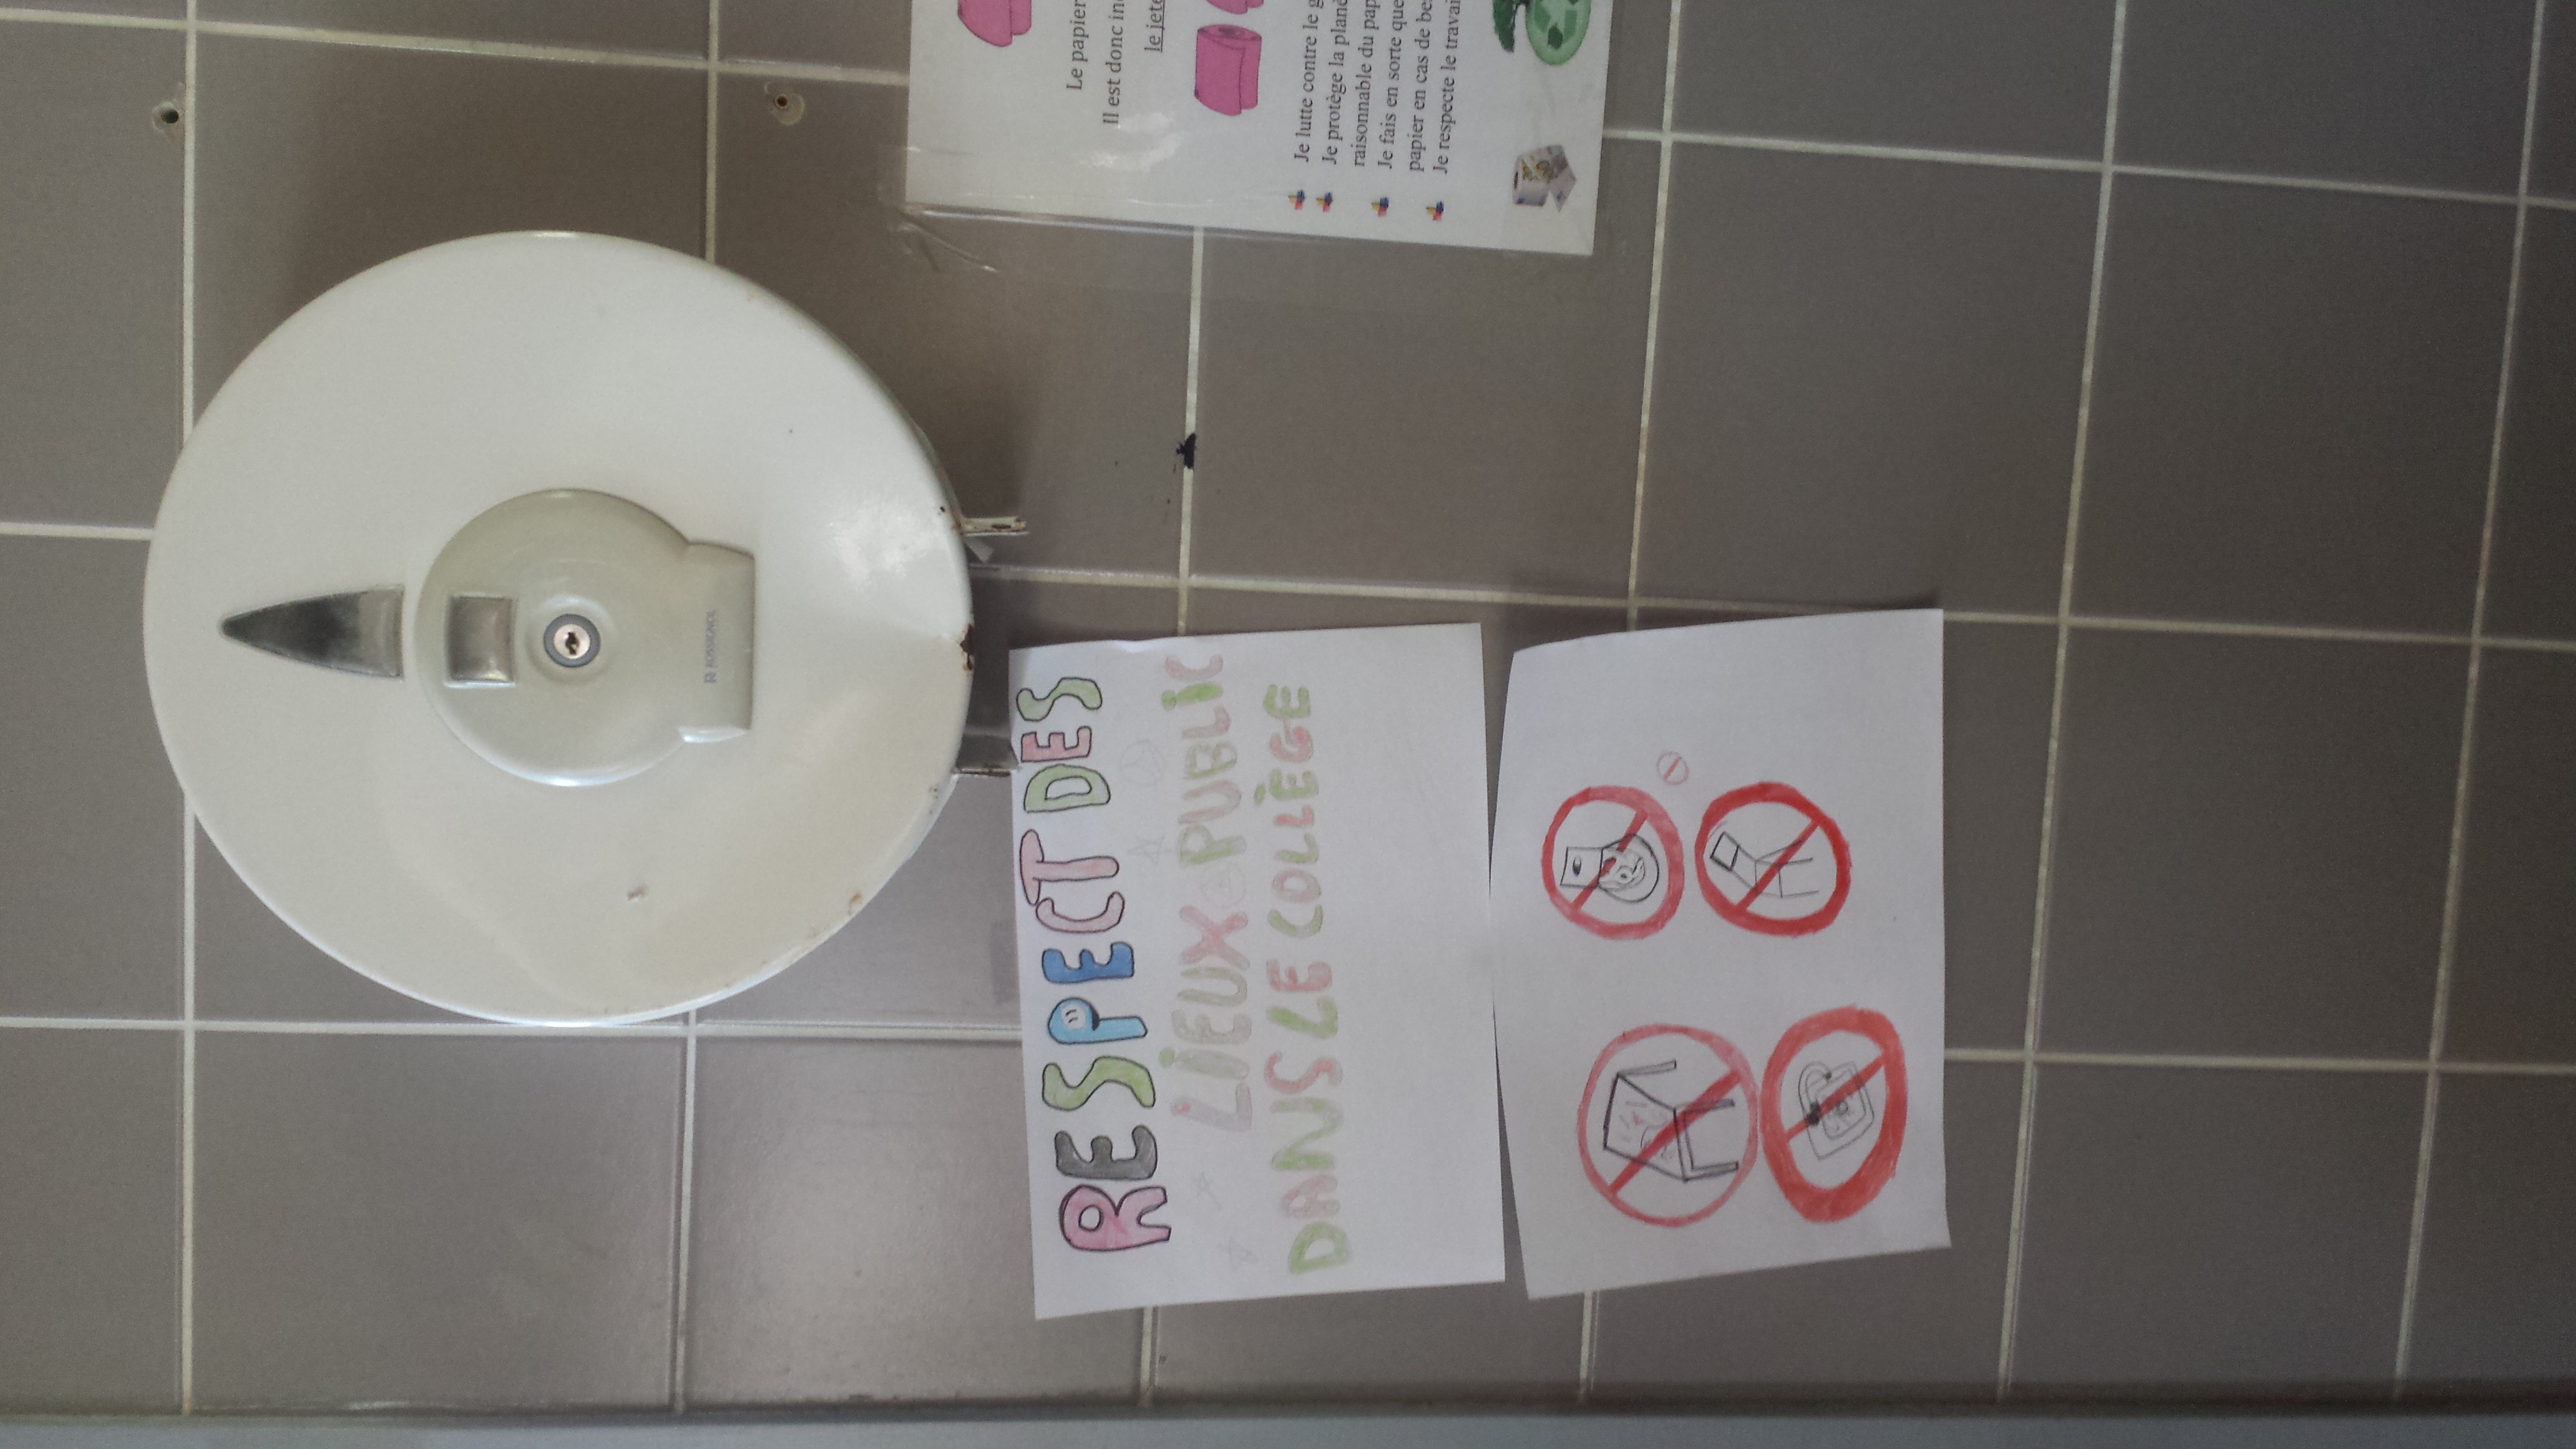 ROSSIGNOL
RESPECT DES
LIEUX PUBLIC
DANS LE COLLÈGE
Le papier
Il est donc in
le jete
Je lutte contre le g
Je protège la planè
raisonnable du pap
Je fais en sorte que
papier en cas de be
Je respecte le travai